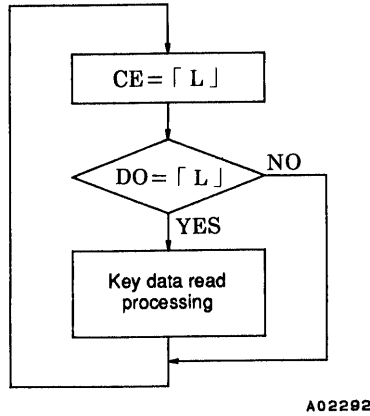 CE=「L」
DO=「L」
NO
YES
Key data read
processing
A02292